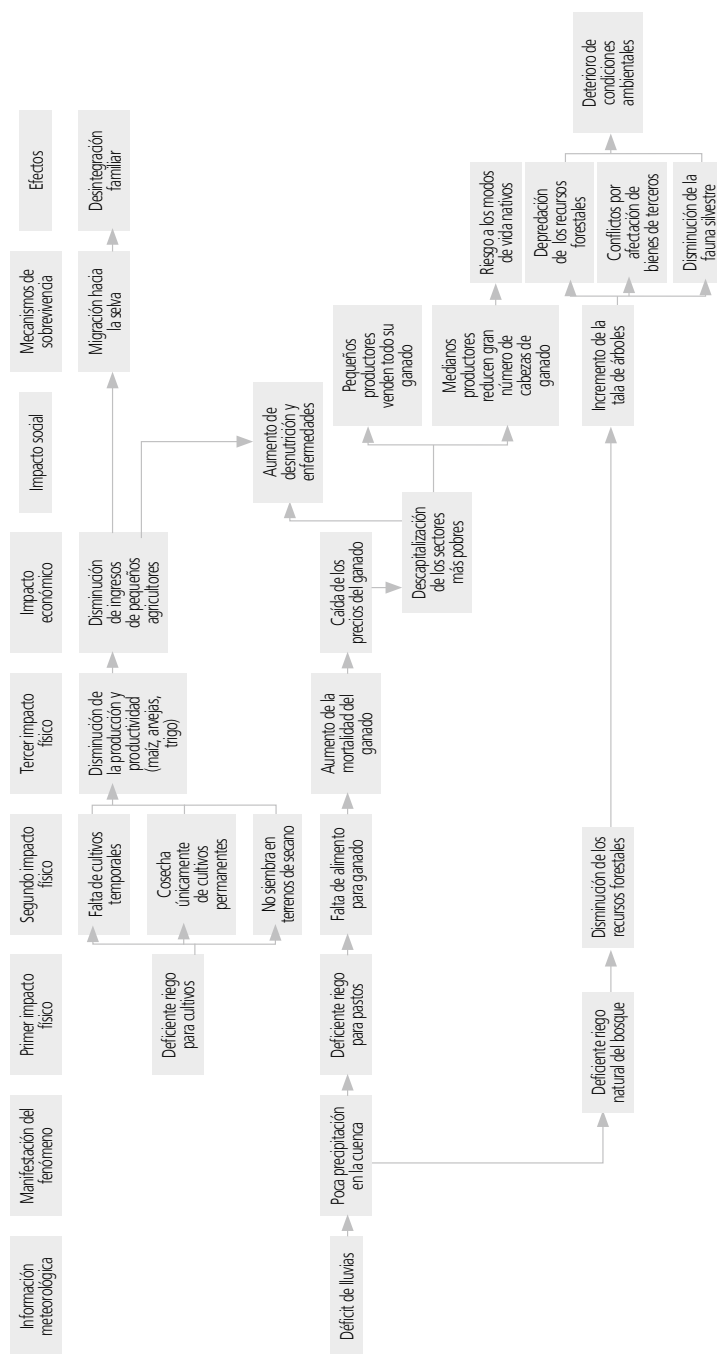 Información
meteorológica
Manifestación del
fenómeno
Primer impacto
físico
Segundo impacto
físico
Tercer impacto
físico
Impacto
económico
Impacto social
Mecanismos de
sobrevivencia
Efectos
Deficiente riego
para cultivos
Falta de cultivos
temporales
Cosecha
únicamente
de cultivos
permanentes
No siembra en
terrenos de secano
Disminución de
la producción y
productividad
(maíz, arvejas,
trigo)
Disminución
de ingresos
de pequeños
agricultores
Migración hacia
la selva
Desintegración
familiar
Aumento de
desnutrición y
enfermedades
Déficit de lluvias
Poca precipitación
en la cuenca
Deficiente riego
para pastos
Falta de alimento
para ganado
Aumento de la
mortalidad del
ganado
Caída de los
precios del ganado
Descapitalización
de los sectores
más pobres
Pequeños
productores
venden todo su
ganado
Medianos
productores
reducen gran
número de
cabezas de
ganado
Riesgo a los modos
de vida nativos
Deficiente riego
natural del bosque
Disminución de los
recursos forestales
Incremento de la
tala de árboles
Depredación
de los recursos
forestales
Conflictos por
afectación de
bienes de terceros
Disminución de la
fauna silvestre
Deterioro de
condiciones
ambientales